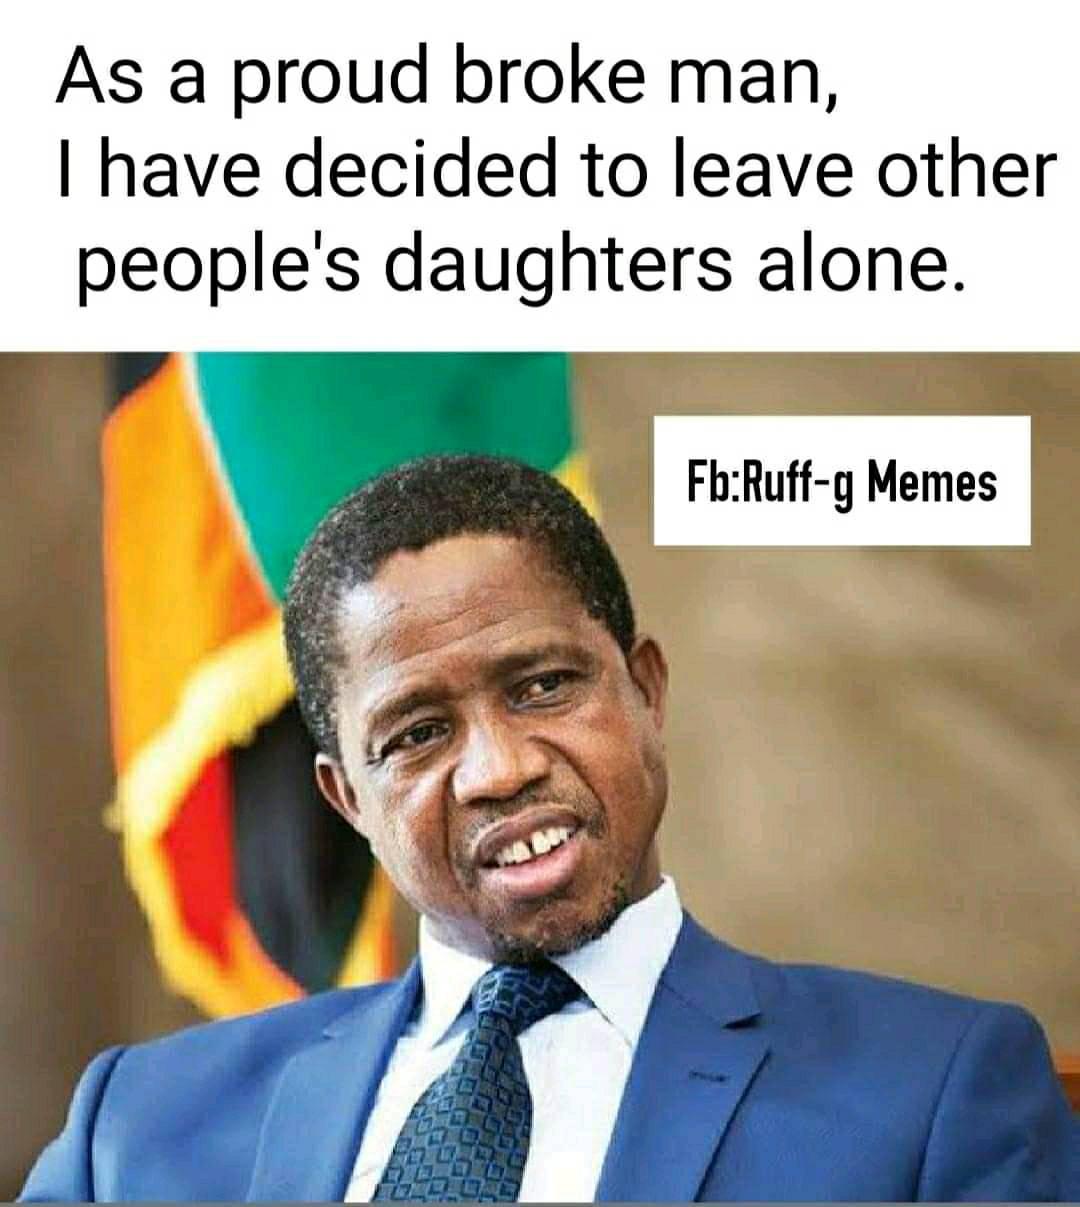 As a proud broke man,
I have decided to leave other
people's daughters alone.
Fb:Ruff-g Memes